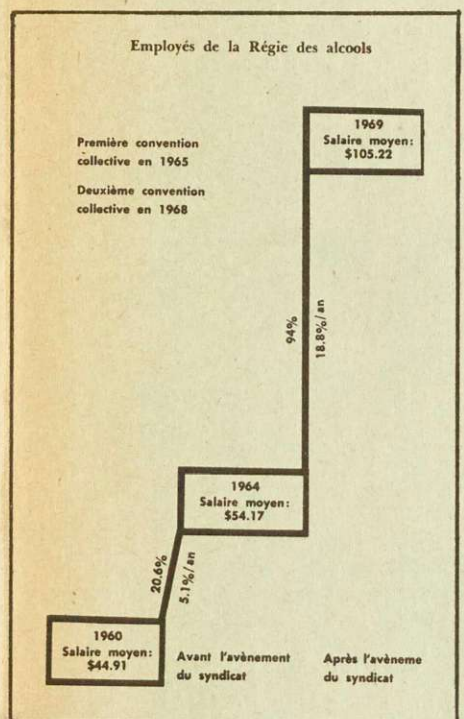 Employés de la Régie des alcools
1969
Salaire moyen:
$105.22
Première convention
collective en 1965
Deuxième convention
collective en 1968
94%
18.8%/an
1964
Salaire moyen:
$54.17
20.6%
5.1%/an
1960
Salaire moyen:
$44.91
Avant l'avènement
du syndicat
Après l'avèneme
du syndicat